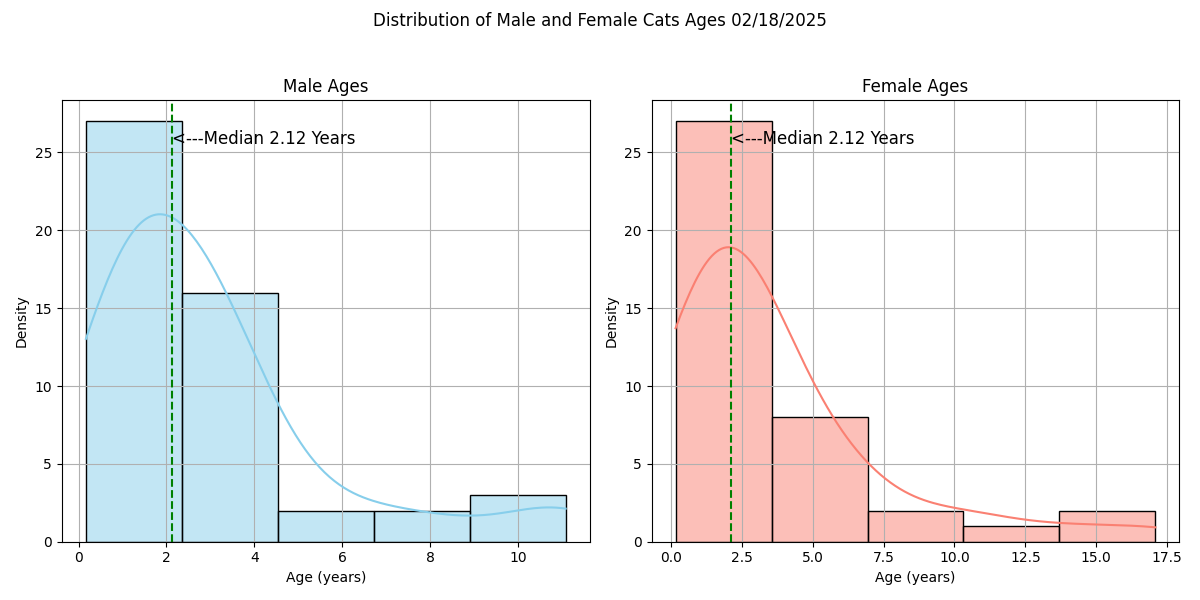 Distribution of Male and Female Cats Ages 02/18/2025
Male Ages
<---Median 2.12 Years
25
20
15
10
5
0
Density
0 2 4 6 8 10
Age (years)
Female Ages
<---Median 2.12 Years
25
20
15
10
5
0
Density
0.0 2.5 5.0 7.5 10.0 12.5 15.0 17.5
Age (years)